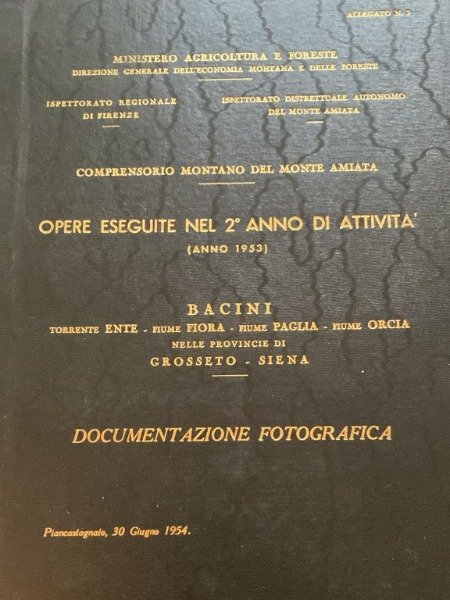 ALLEGATO N. 3
MINISTERO AGRICOLTURA E FORESTE
DIREZIONE GENERALE DELL'ECONOMIA MONTANA E DELLE FORESTE
ISPETTORATO REGIONALE
DI FIRENZE
ISPETTORATO DISTRETTUALE AUTONOMO
DEL MONTE AMIATA
COMPRENSORIO MONTANO DEL MONTE AMIATA
OPERE ESEGUITE NEL 2° ANNO DI ATTIVITA'
(ANNO 1953)
BACINI
TORRENTE ENTE - FIUME FIORA - FIUME PAGLIA - FIUME ORCIA
NELLE PROVINCIE DI
GROSSETO - SIENA
DOCUMENTAZIONE FOTOGRAFICA
Piancastagnaio, 30 Giugno 1954.